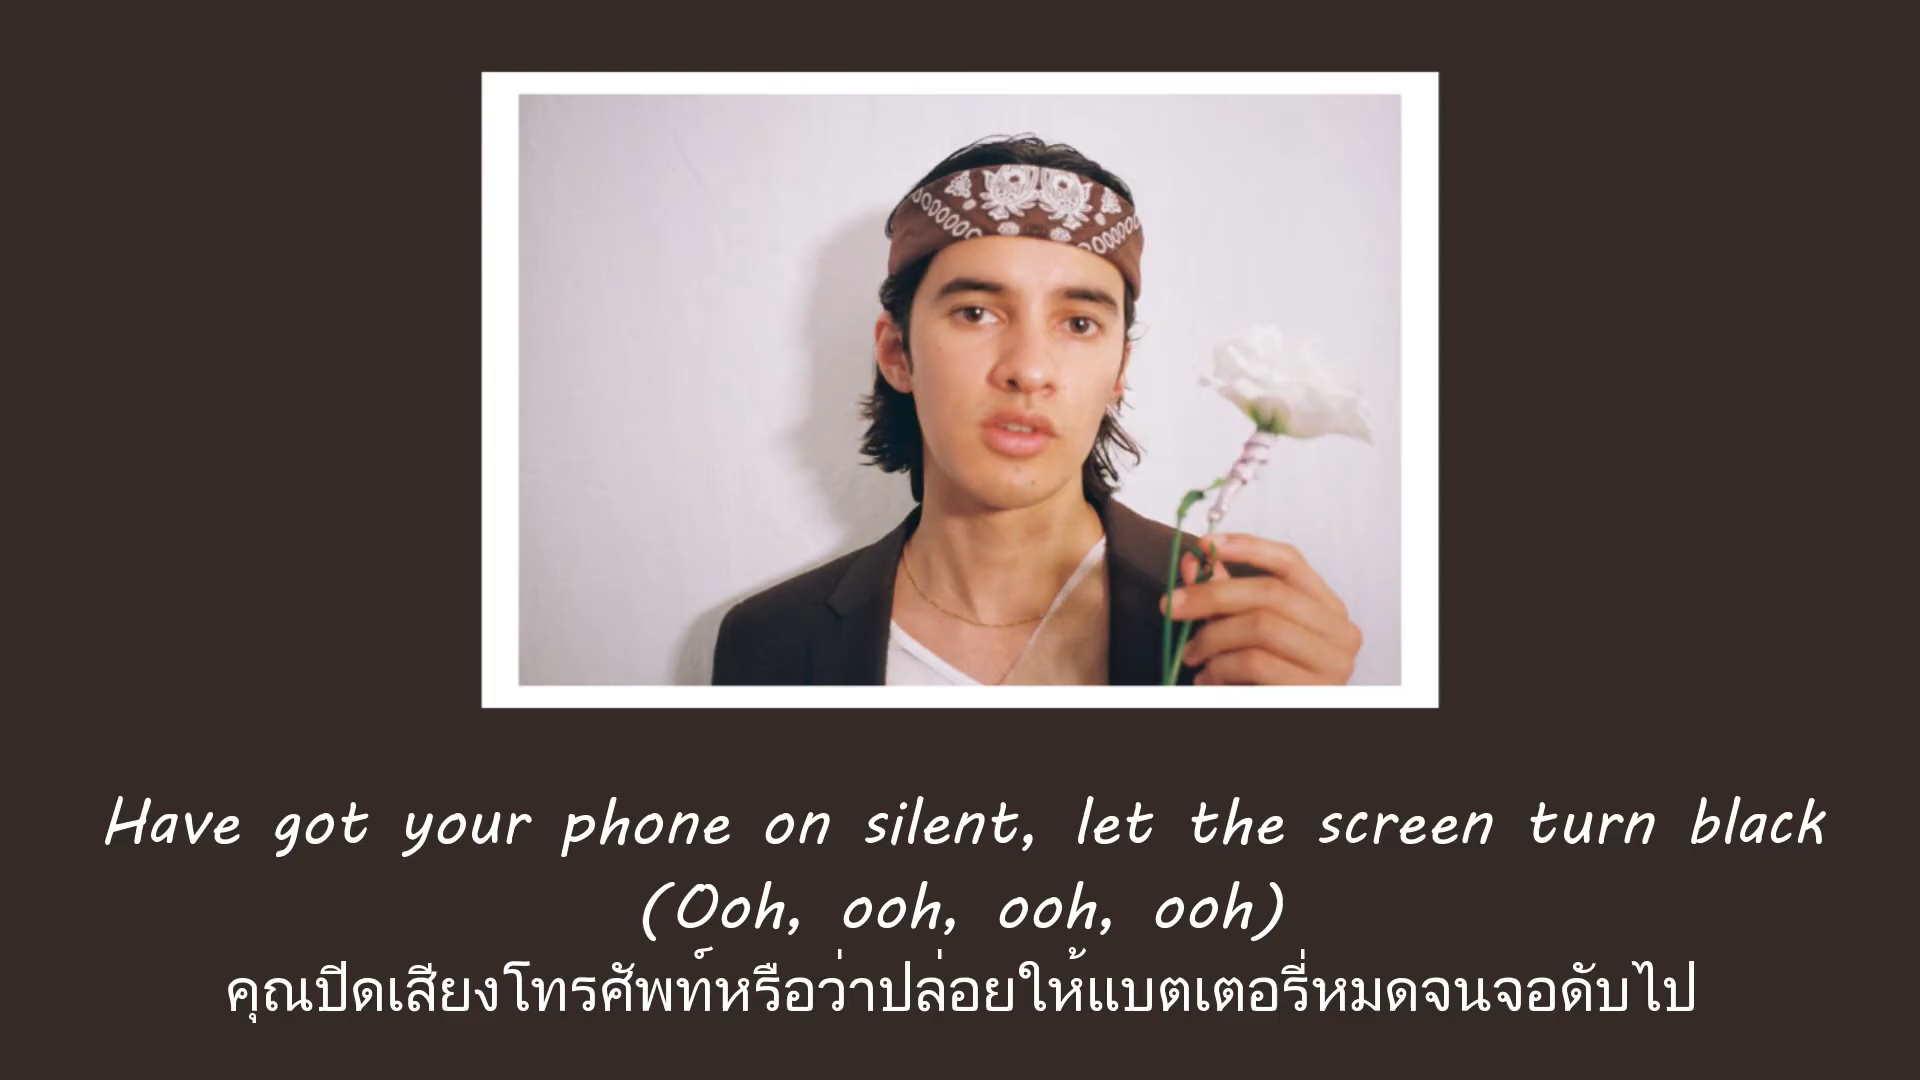 Have got your phone on silent, let the screen turn black
(Ooh, ooh, ooh, ooh)
คุณปิดเสียงโทรศัพท์หรือว่าปล่อยให้แบตเตอรี่หมดจนจอดับไป